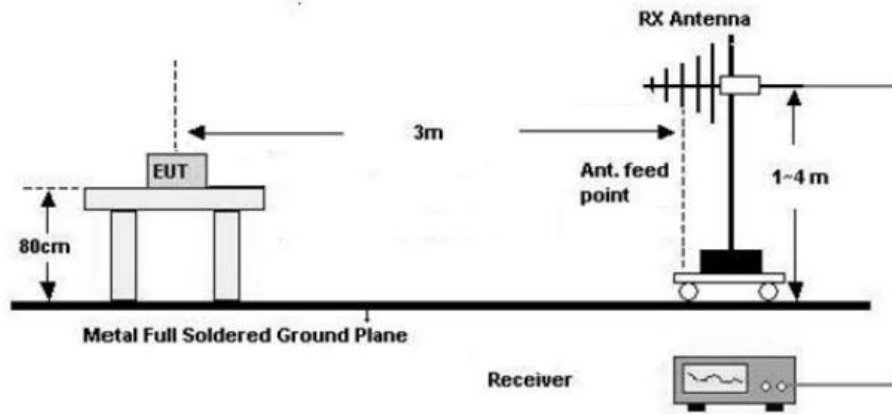 RX Antenna
3m
EUT
Ant. feed
point
1~4 m
80cm
Metal Full Soldered Ground Plane
Receiver